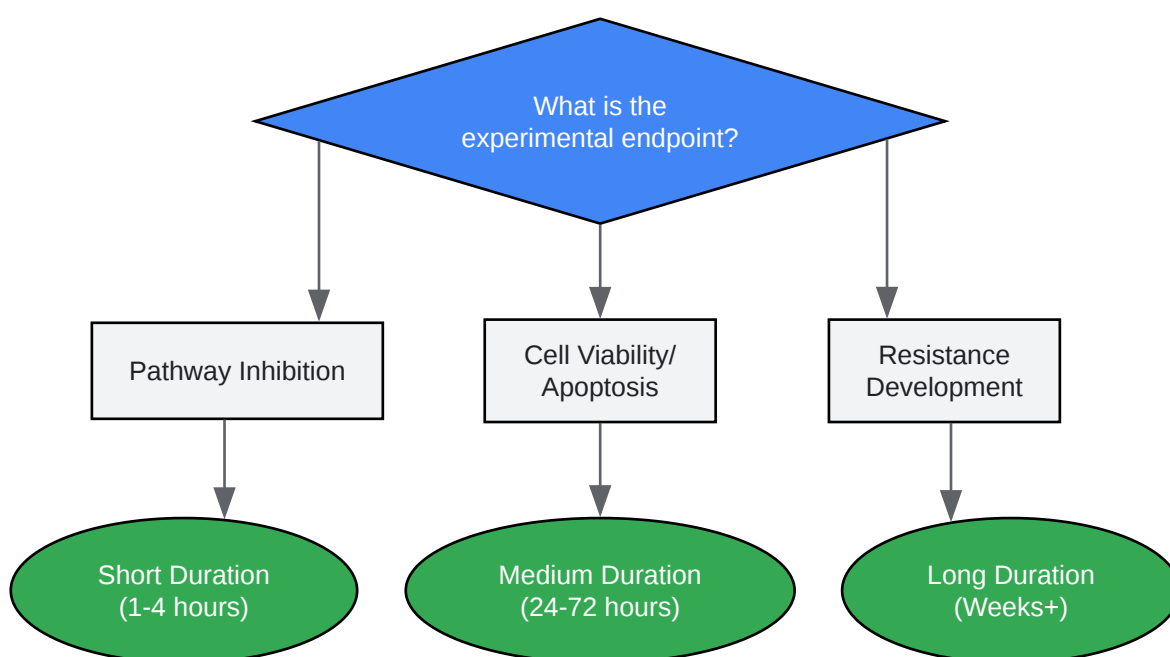 What is the
experimental endpoint?
Pathway Inhibition
Cell Viability/
Apoptosis
Resistance
Development
Short Duration
(1-4 hours)
Medium Duration
(24-72 hours)
Long Duration
(Weeks+)